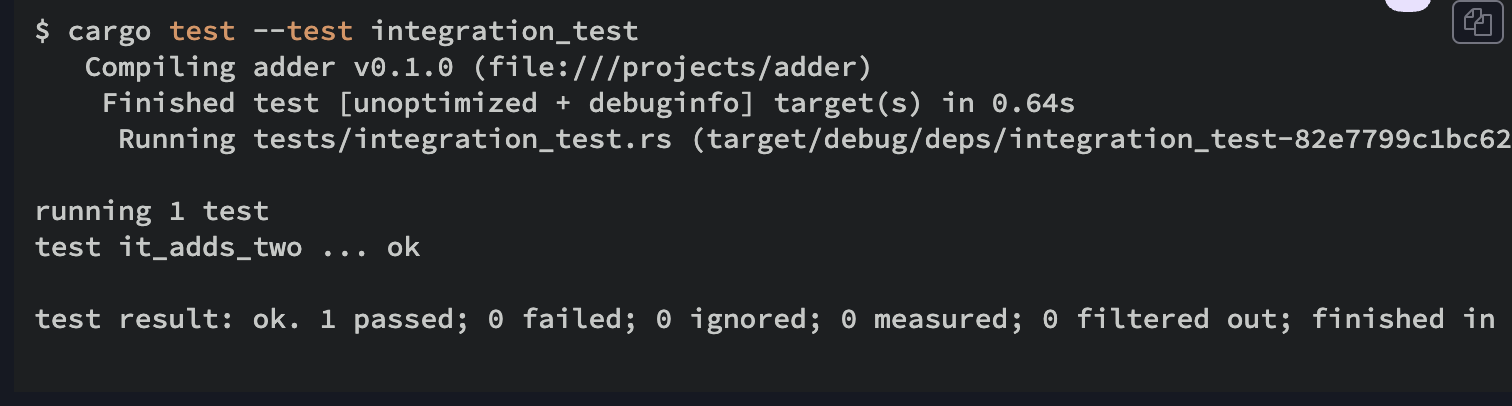 $ cargo test --test integration_test
   Compiling adder v0.1.0 (file:///projects/adder)
    Finished test [unoptimized + debuginfo] target(s) in 0.64s
     Running tests/integration_test.rs (target/debug/deps/integration_test-82e7799c1bc62
running 1 test
test it_adds_two ... ok
test result: ok. 1 passed; 0 failed; 0 ignored; 0 measured; 0 filtered out; finished in